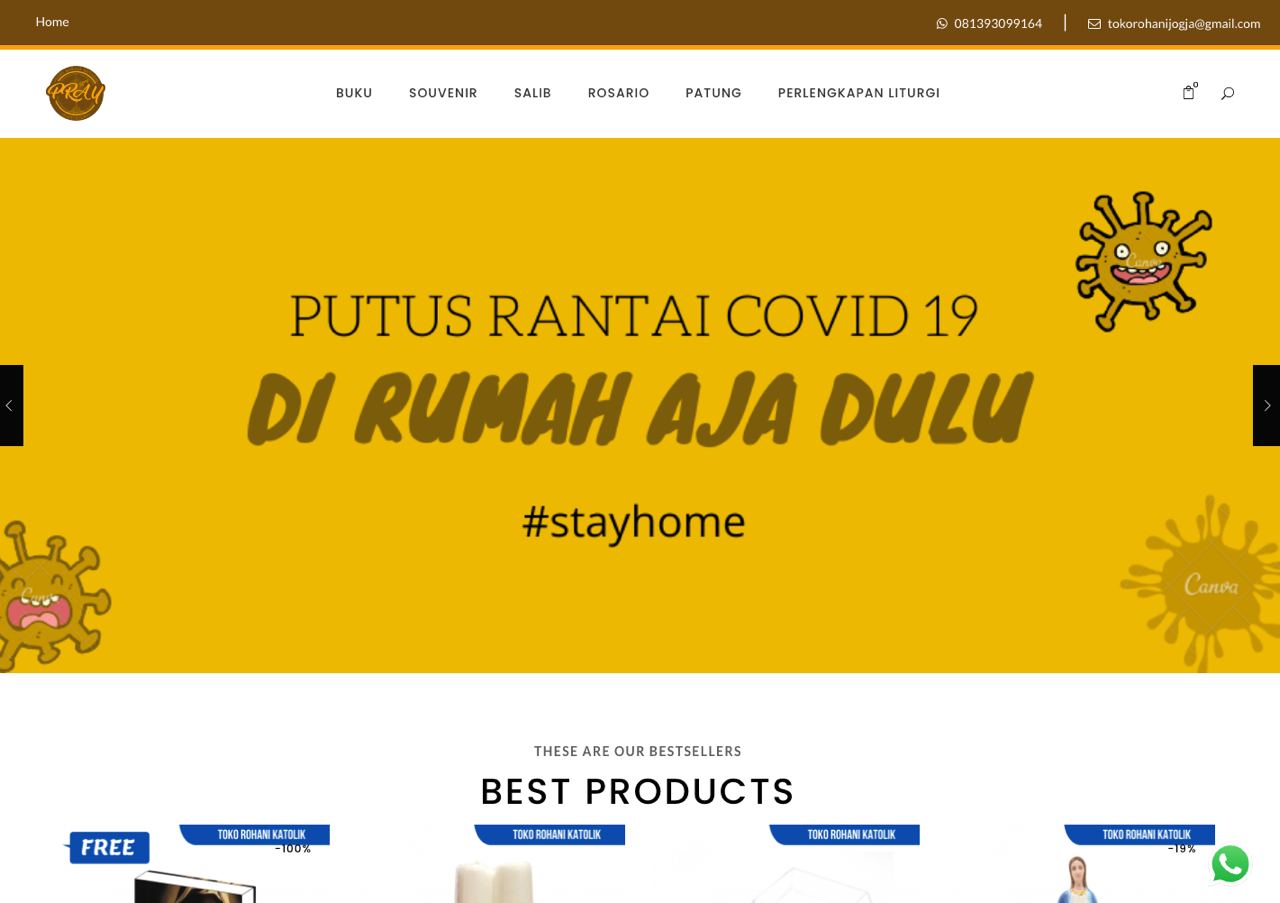 Home
081393099164
tokorohanijogja@gmail.com
PRAY
BUKU SOUVENIR SALIB ROSARIO PATUNG PERLENGKAPAN LITURGI
0
Canva
PUTUS RANTAI COVID 19
DI RUMAH AJA DULU
#stayhome
Canva
Canva
THESE ARE OUR BESTSELLERS
BEST PRODUCTS
FREE
TOKO ROHANI KATOLIK
-100%
TOKO ROHANI KATOLIK
TOKO ROHANI KATOLIK
TOKO ROHANI KATOLIK
-19%